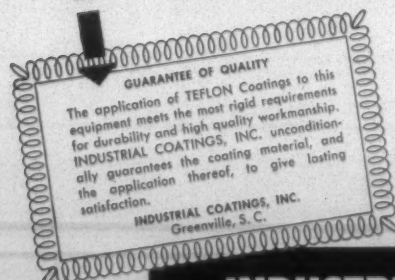 GUARANTEE OF QUALITY
The application of TEFLON Coatings to this
equipment meets the most rigid requirements
for durability and high quality workmanship.
INDUSTRIAL COATINGS, INC. uncondition-
ally guarantees the coating material, and
the application thereof, to give lasting
satisfaction.
INDUSTRIAL COATINGS, INC.
Greenville, S. C.